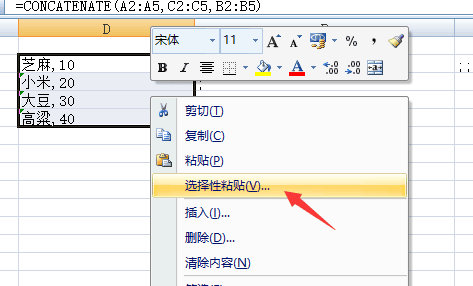 =CONCATENATE(A2:A5,C2:C5,B2:B5)
D
宋体 11 A A % ,
B I A .00 .0
芝麻,10
小米,20
大豆,30
高粱,40
;;
剪切(T)
复制(C)
粘贴(P)
选择性粘贴(V)...
插入(I)...
删除(D)...
清除内容(N)